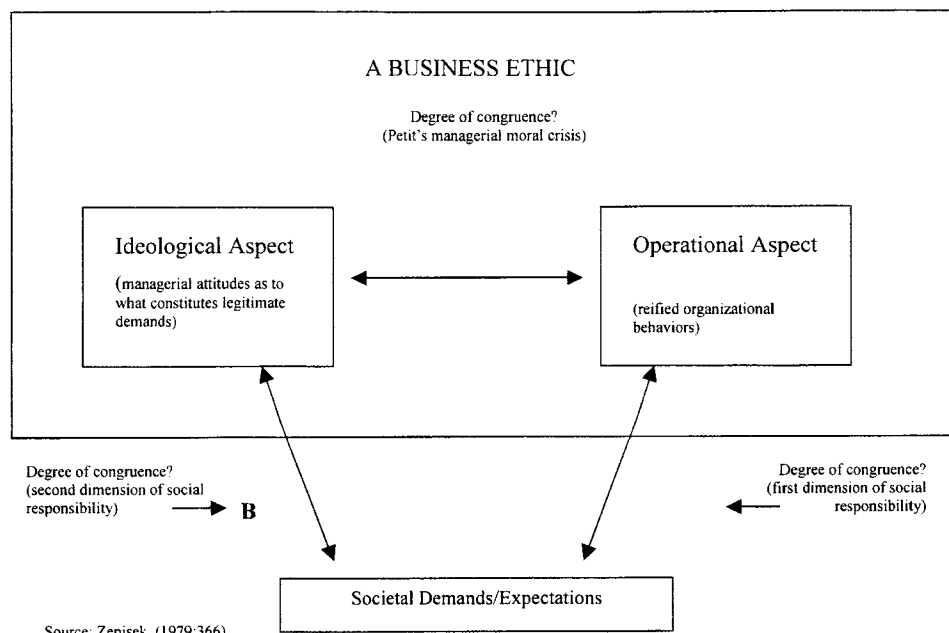 A BUSINESS ETHIC
Degree of congruence?
(Petit's managerial moral crisis)
Ideological Aspect
(managerial attitudes as to
what constitutes legitimate
demands)
Operational Aspect
(reified organizational
behaviors)
Degree of congruence?
(second dimension of social
responsibility)
B
Degree of congruence?
(first dimension of social
responsibility)
Societal Demands/Expectations
Source: Zenisek, (1979:366)